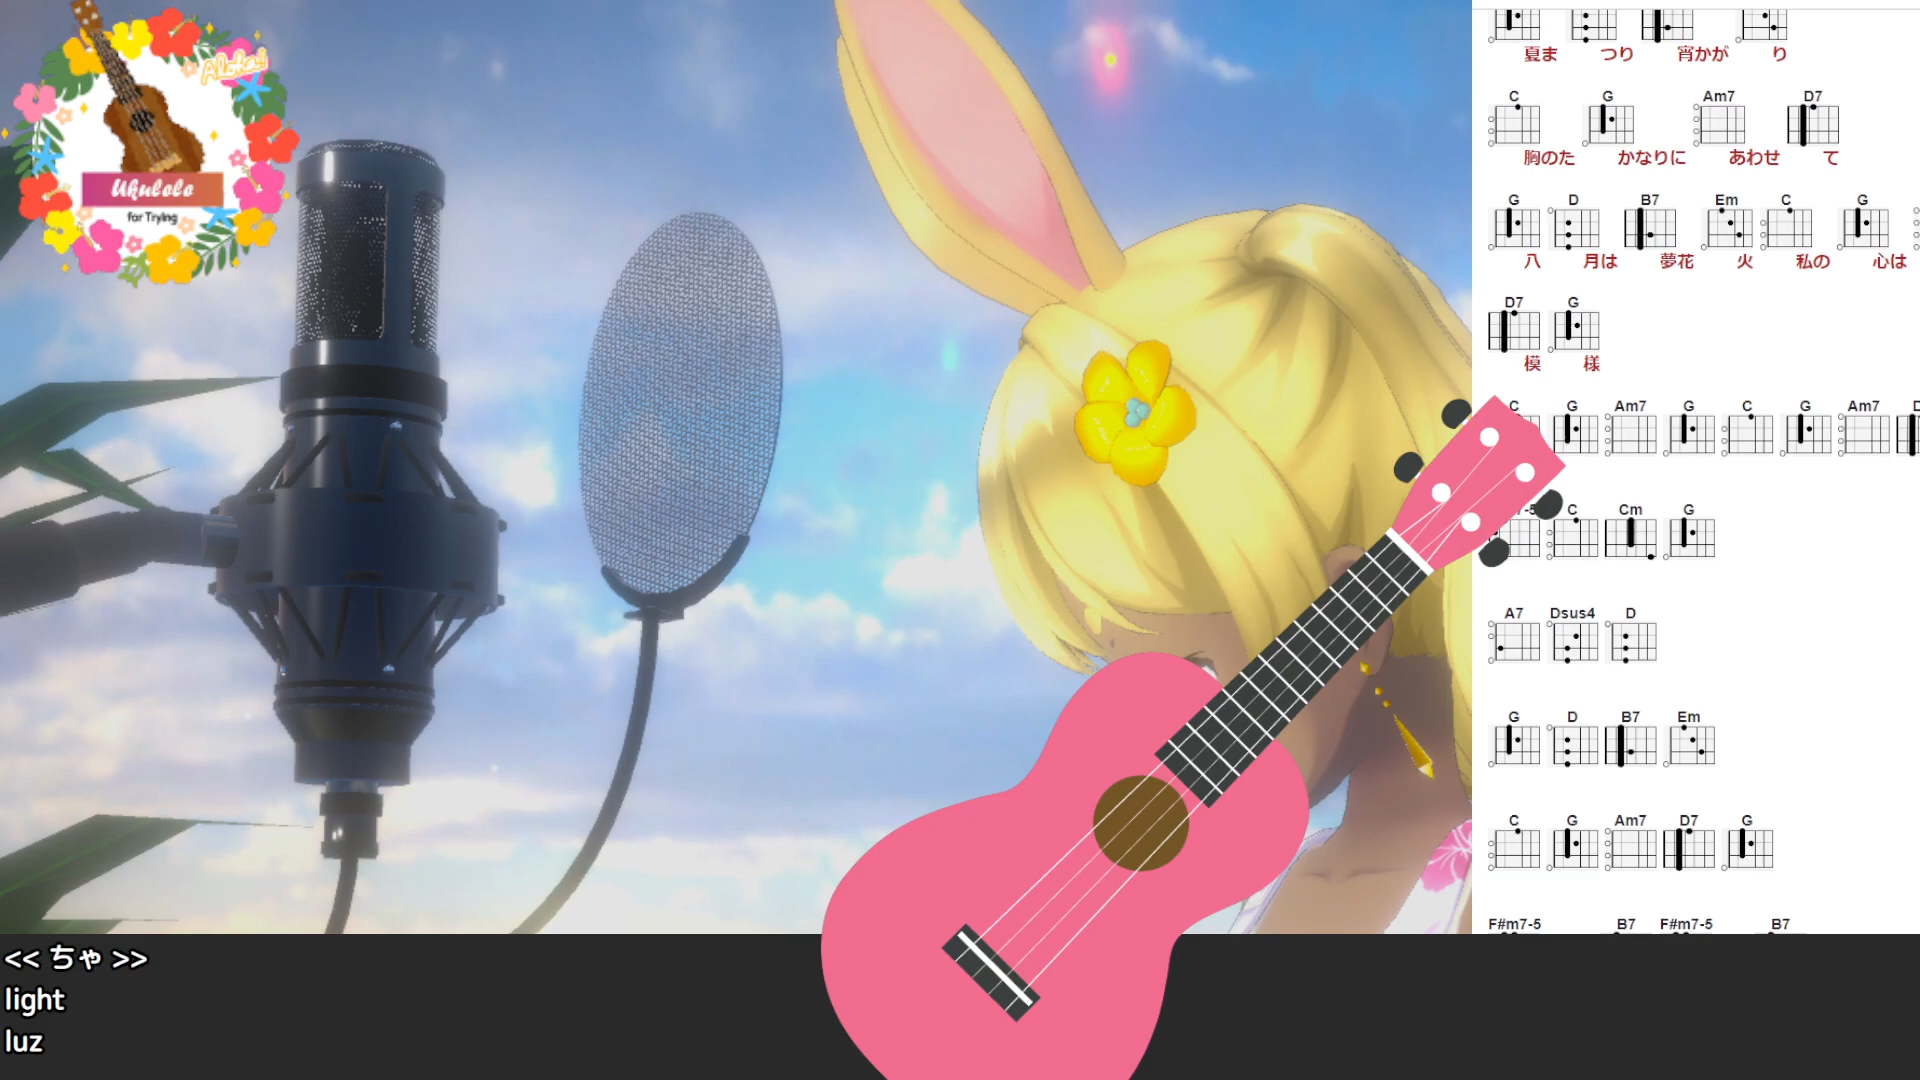 Aloha!
Ukulele
for Trying
夏ま つり 宵かが り
C G Am7 D7
胸のた かなりに あわせ て
G D B7 Em C G
八 月は 夢花 火 私の 心は
D7 G
模 様
C G Am7 G C G Am7
C Cm G
A7 Dsus4 D
G D B7 Em
C G Am7 D7 G
F#m7-5 B7 F#m7-5 B7
<< ちゃ >>
light
luz